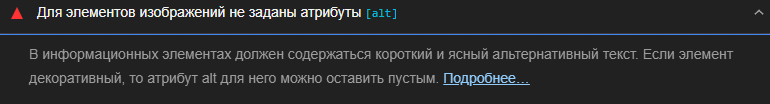 Для элементов изображений не заданы атрибуты [alt]
В информационных элементах должен содержаться короткий и ясный альтернативный текст. Если элемент
декоративный, то атрибут alt для него можно оставить пустым. Подробнее…